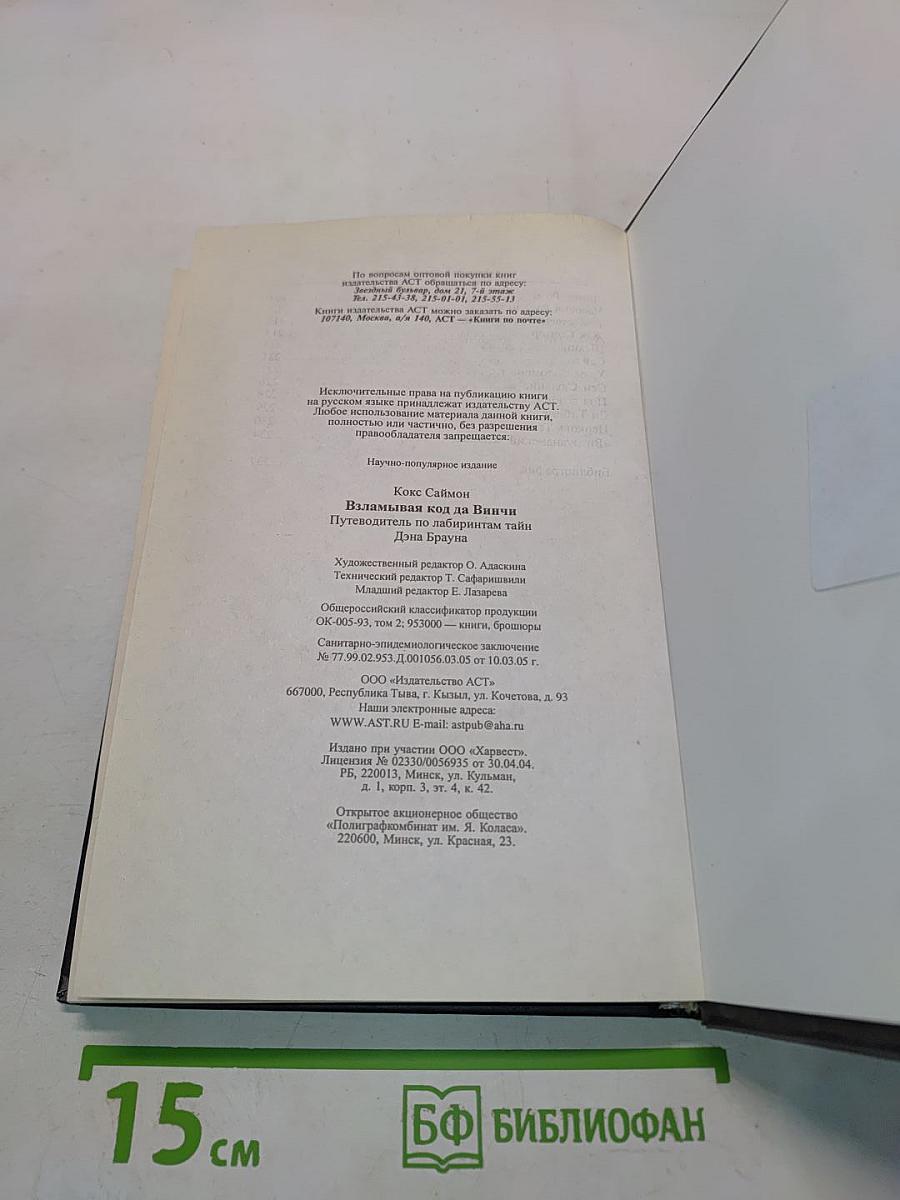 По вопросам оптовой покупки книг
издательства АСТ обращаться по адресу:
Звездный бульвар, дом 21, 7-й этаж
Тел. 215-43-38, 215-01-01, 215-55-13
Книги издательства АСТ можно заказать по адресу:
107140, Москва, а/я 140, АСТ — «Книги по почте»
Исключительные права на публикацию книги
на русском языке принадлежат издательству АСТ.
Любое использование материала данной книги,
полностью или частично, без разрешения
правообладателя запрещается.
Научно-популярное издание
Кокс Саймон
Взламывая код да Винчи
Путеводитель по лабиринтам тайн
Дэна Брауна
Художественный редактор О. Адаскина
Технический редактор Т. Сафаришвили
Младший редактор Е. Лазарева
Общероссийский классификатор продукции
ОК-005-93, том 2; 953000 — книги, брошюры
Санитарно-эпидемиологическое заключение
№ 77.99.02.953.Д.001056.03.05 от 10.03.05 г.
ООО «Издательство АСТ»
667000, Республика Тыва, г. Кызыл, ул. Кочетова, д. 93
Наши электронные адреса:
WWW.AST.RU E-mail: astpub@aha.ru
Издано при участии ООО «Харвест».
Лицензия № 02330/0056935 от 30.04.04.
РБ, 220013, Минск, ул. Кульман,
д. 1, корп. 3, эт. 4, к. 42.
Открытое акционерное общество
«Полиграфкомбинат им. Я. Коласа».
220600, Минск, ул. Красная, 23.
15 см
БФ БИБЛИОФАН